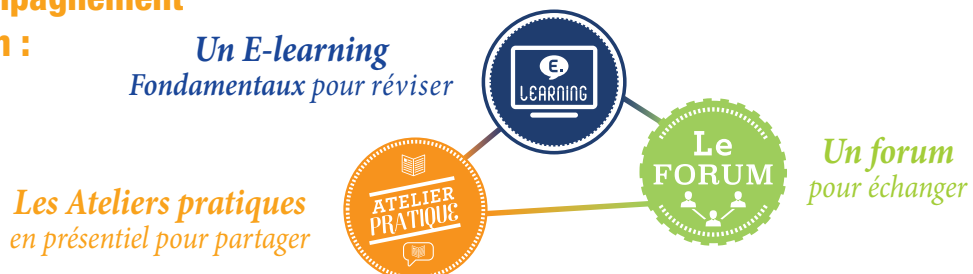 Un E-learning
Fondamentaux pour réviser
E.
LEARNING
Le
FORUM
Un forum
pour échanger
Les Ateliers pratiques
en présentiel pour partager
ATELIER
PRATIQUE